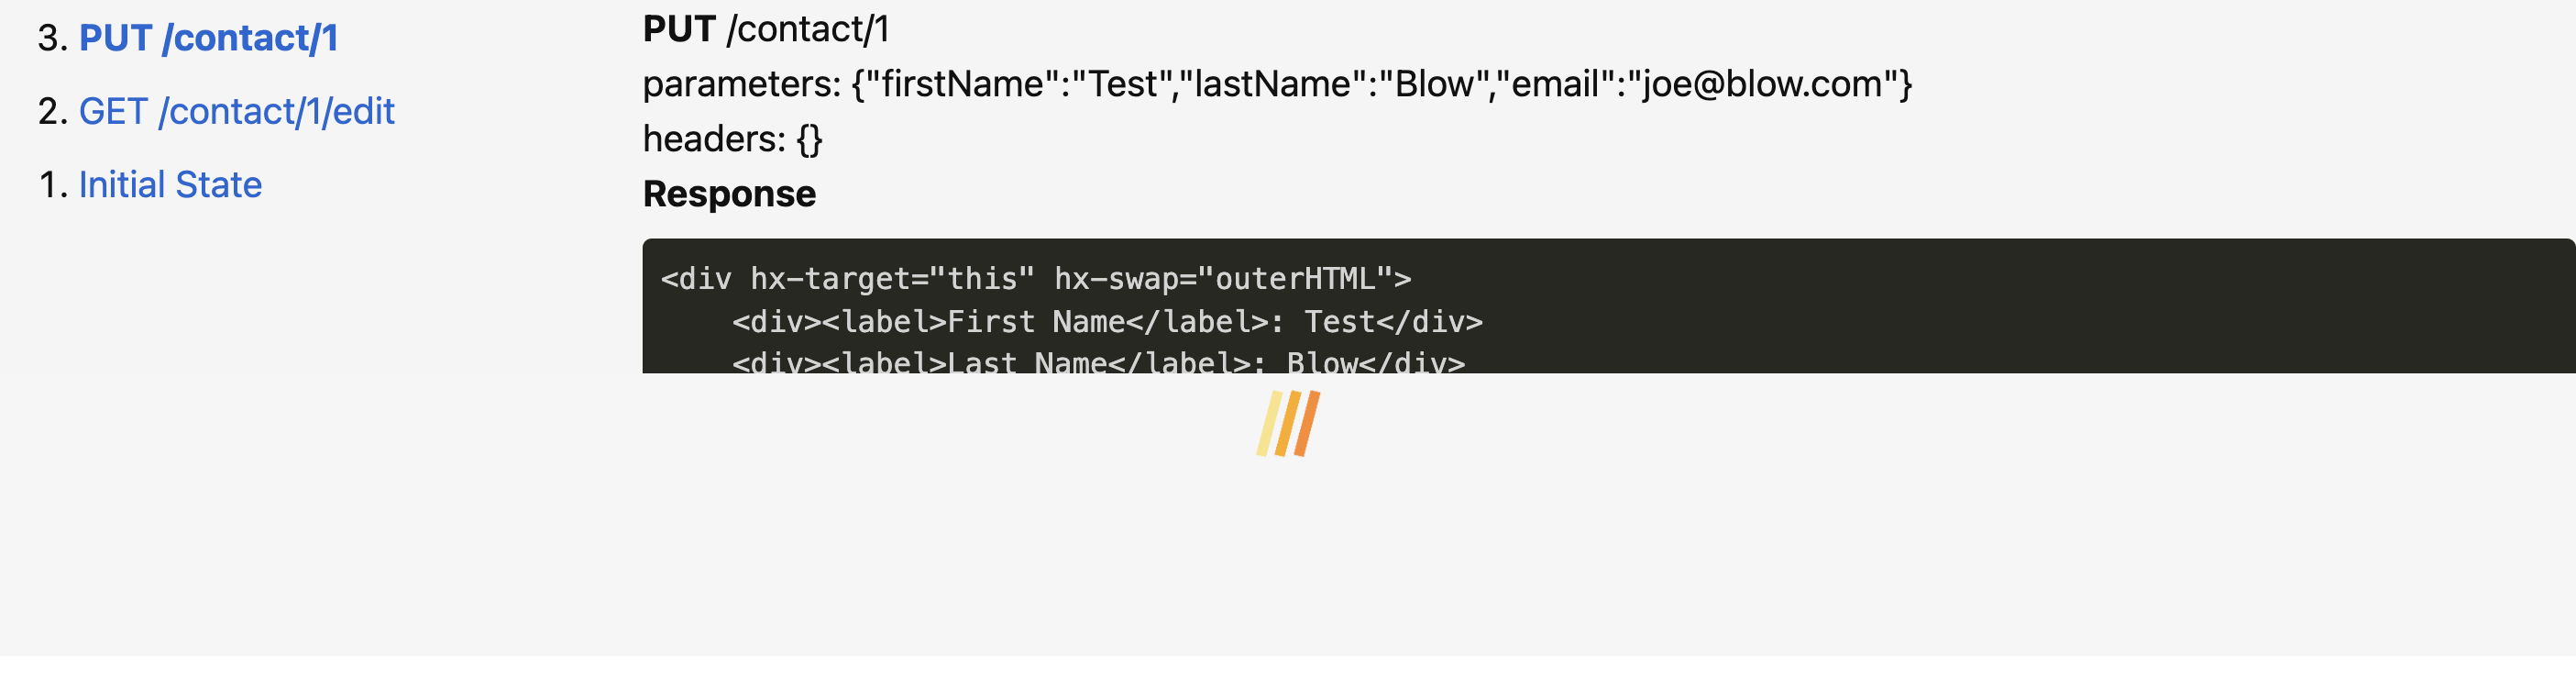 3. PUT /contact/1
2. GET /contact/1/edit
1. Initial State
PUT /contact/1
parameters: {"firstName":"Test","lastName":"Blow","email":"joe@blow.com"}
headers: {}
Response
<div hx-target="this" hx-swap="outerHTML">
    <div><label>First Name</label>: Test</div>
    <div><label>Last Name</label>: Blow</div>